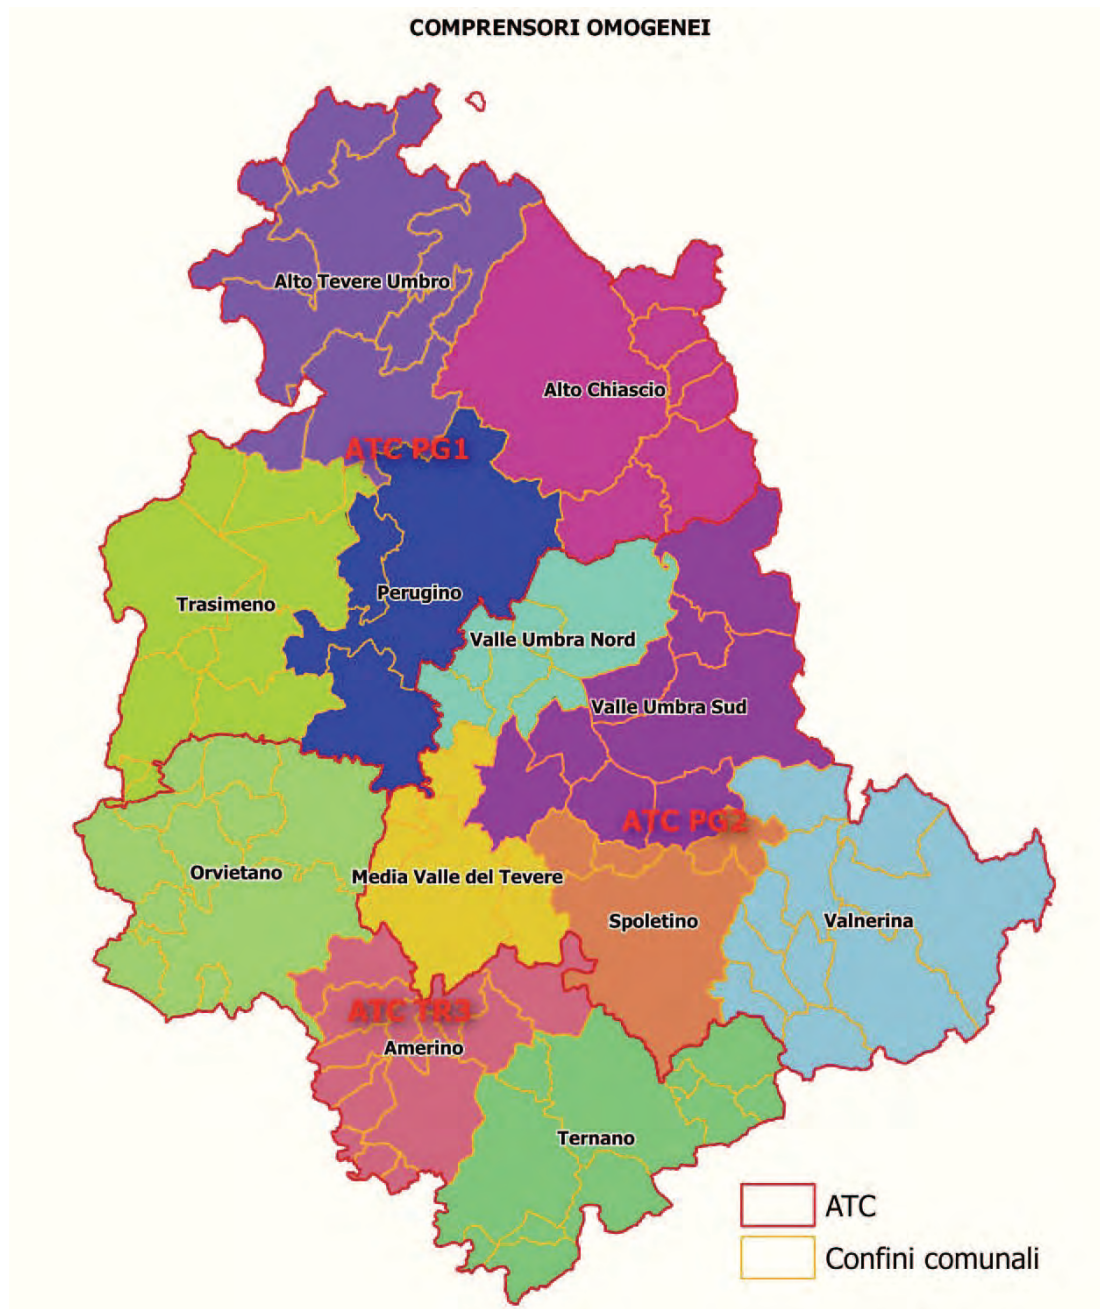 COMPRENSORI OMOGENEI
Alto Tevere Umbro
Alto Chiascio
ATC PG1
Perugino
Trasimeno
Valle Umbra Nord
Valle Umbra Sud
ATC PG2
Orvietano
Media Valle del Tevere
Spoletino
Valnerina
ATC TR3
Amerino
Ternano
ATC
Confini comunali